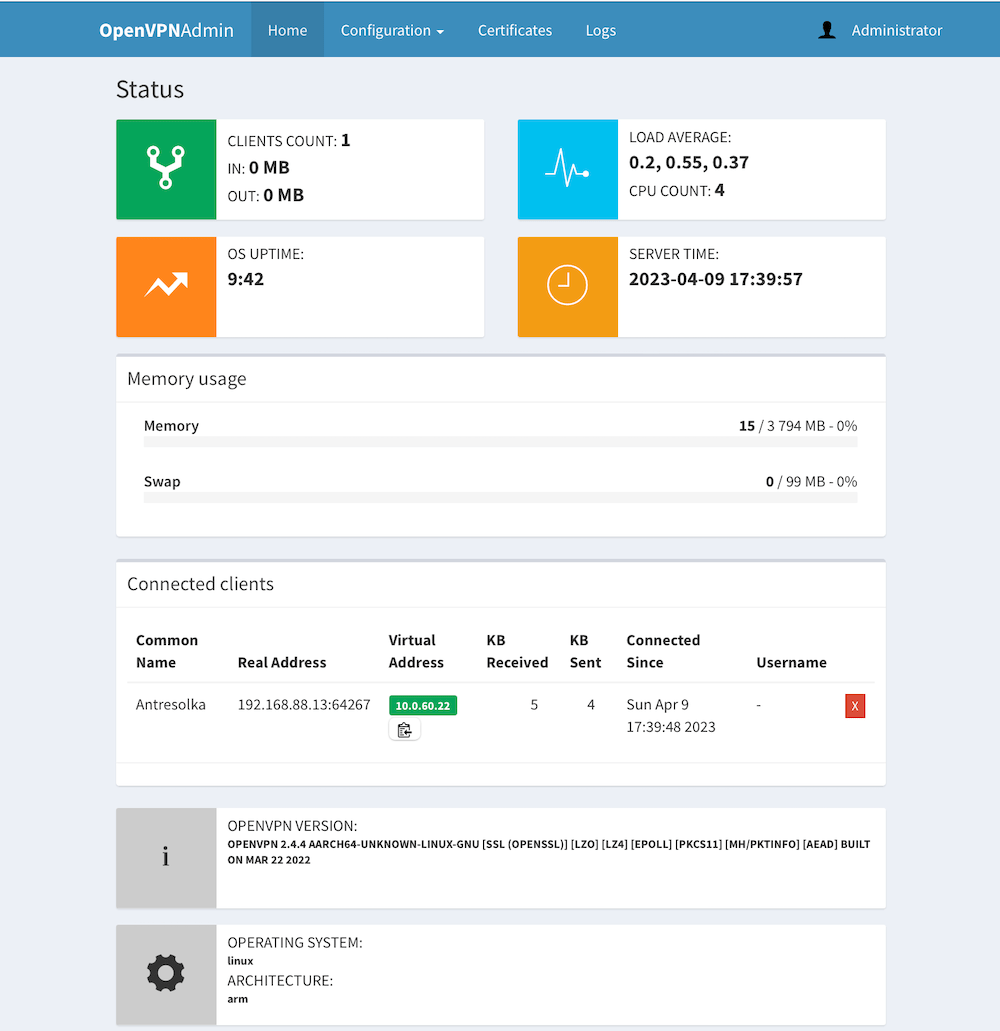 OpenVPNAdmin Home Configuration Certificates Logs Administrator
Status
CLIENTS COUNT: 1
IN: 0 MB
OUT: 0 MB
LOAD AVERAGE:
0.2, 0.55, 0.37
CPU COUNT: 4
OS UPTIME:
9:42
SERVER TIME:
2023-04-09 17:39:57
Memory usage
Memory 15 / 3 794 MB - 0%
Swap 0 / 99 MB - 0%
Connected clients
Common Name Real Address Virtual Address KB Received KB Sent Connected Since Username
Antresolka 192.168.88.13:64267 10.0.60.22 5 4 Sun Apr 9 17:39:48 2023 - X
i
OPENVPN VERSION:
OPENVPN 2.4.4 AARCH64-UNKNOWN-LINUX-GNU [SSL (OPENSSL)] [LZO] [LZ4] [EPOLL] [PKCS11] [MH/PKTINFO] [AEAD] BUILT
ON MAR 22 2022
OPERATING SYSTEM:
linux
ARCHITECTURE:
arm